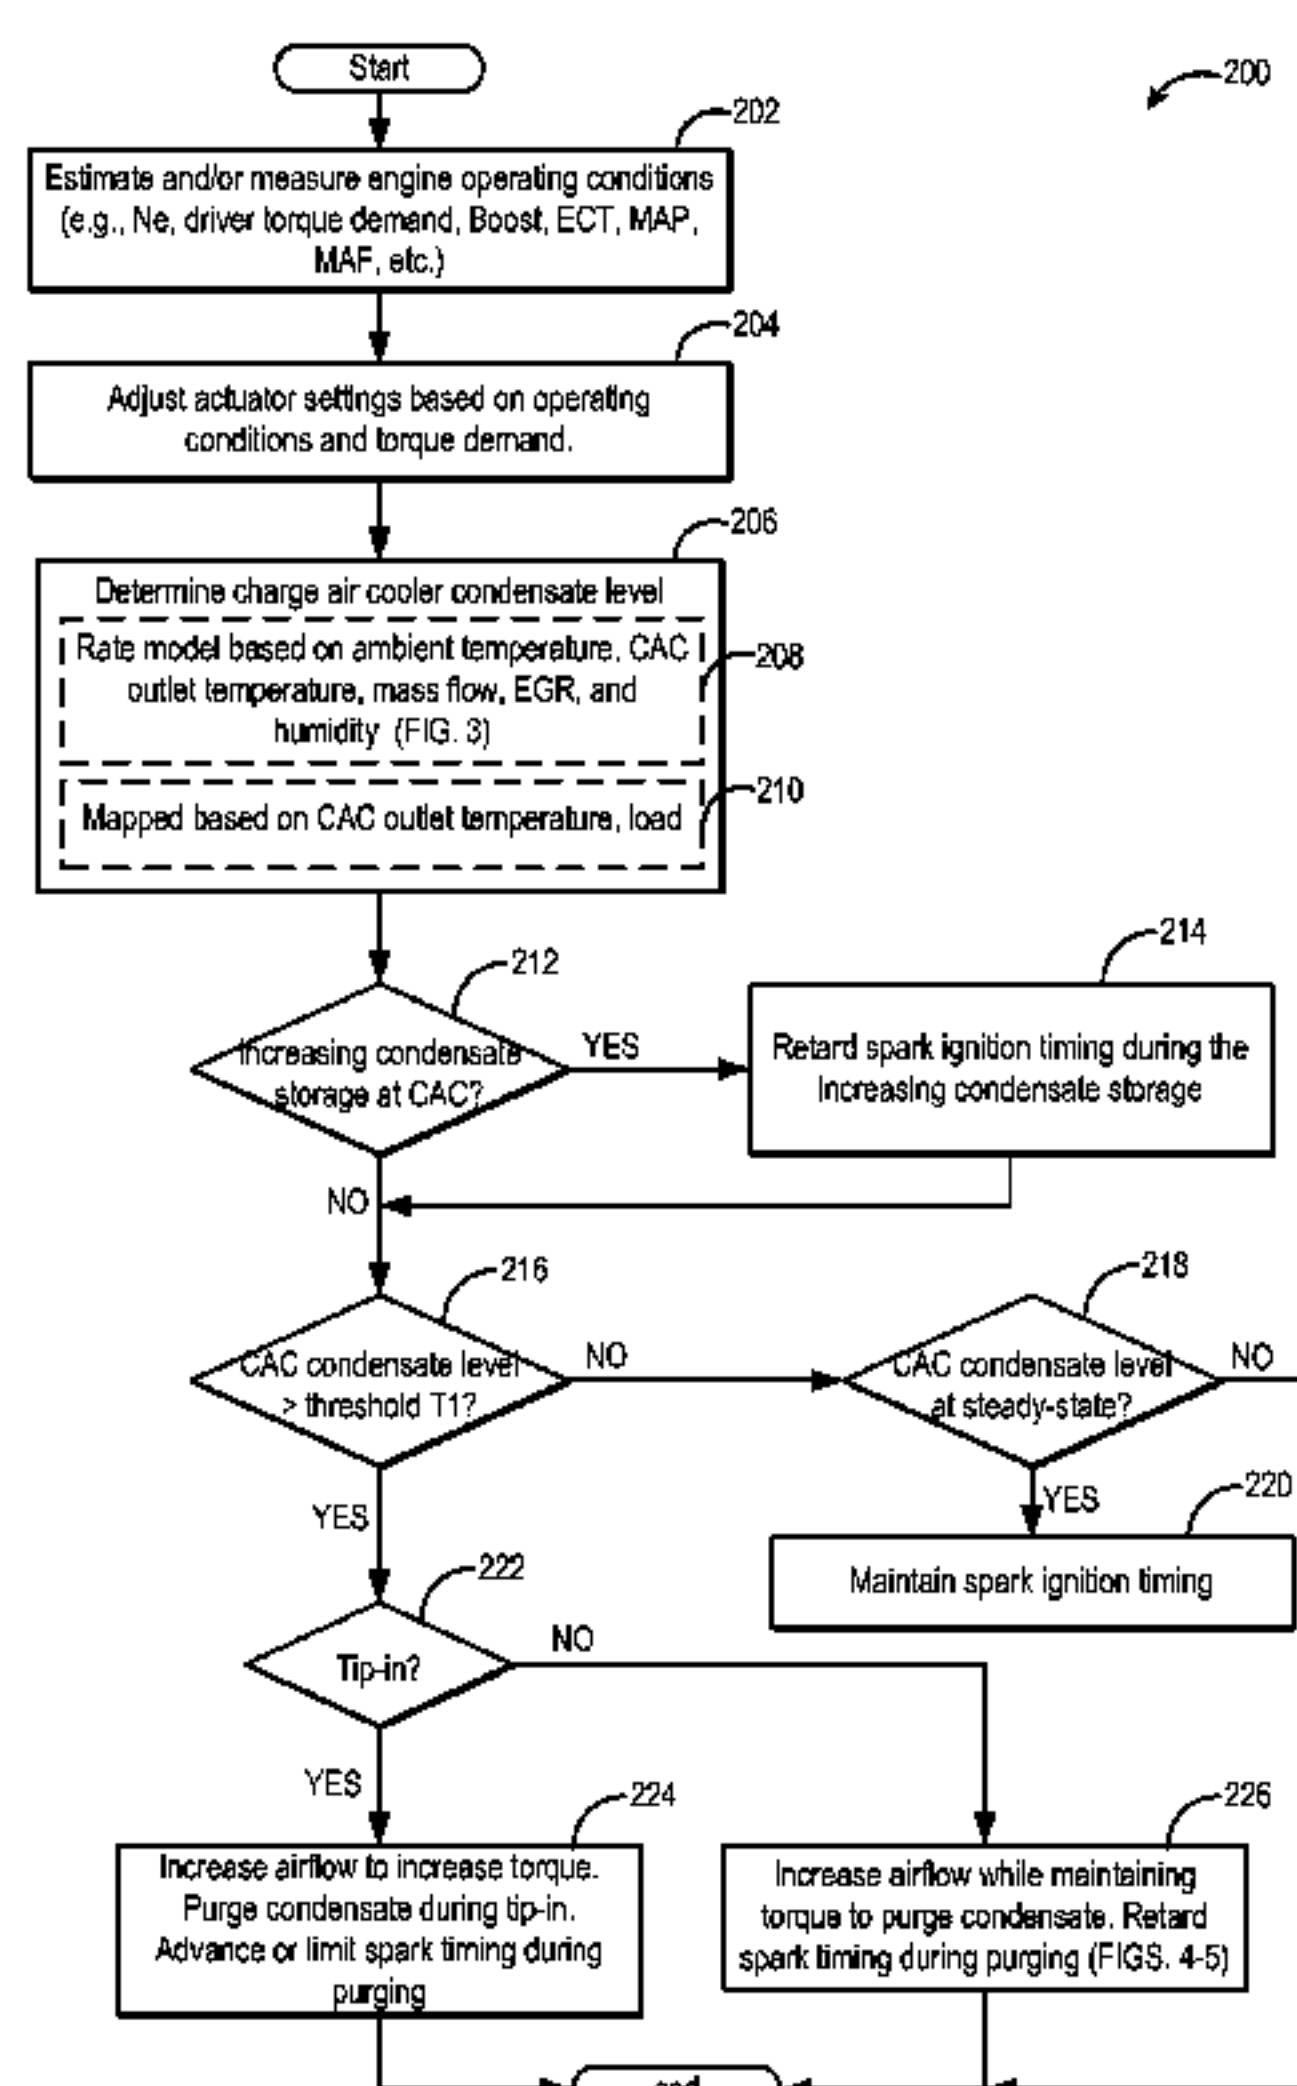 Start
200
202
Estimate and/or measure engine operating conditions
(e.g., Ne, driver torque demand, Boost, ECT, MAP,
MAF, etc.)
204
Adjust actuator settings based on operating
conditions and torque demand.
206
Determine charge air cooler condensate level
Rate model based on ambient temperature, CAC
outlet temperature, mass flow, EGR, and
humidity (FIG. 3)
208
210
Mapped based on CAC outlet temperature, load
212
Increasing condensate
storage at CAC?
YES
214
Retard spark ignition timing during the
increasing condensate storage
NO
216
CAC condensate level
> threshold T1?
NO
218
CAC condensate level
at steady-state?
NO
YES
220
Maintain spark ignition timing
YES
222
Tip-in?
NO
YES
224
Increase airflow to increase torque.
Purge condensate during tip-in.
Advance or limit spark timing during
purging
226
Increase airflow while maintaining
torque to purge condensate. Retard
spark timing during purging (FIGS. 4-5)
end